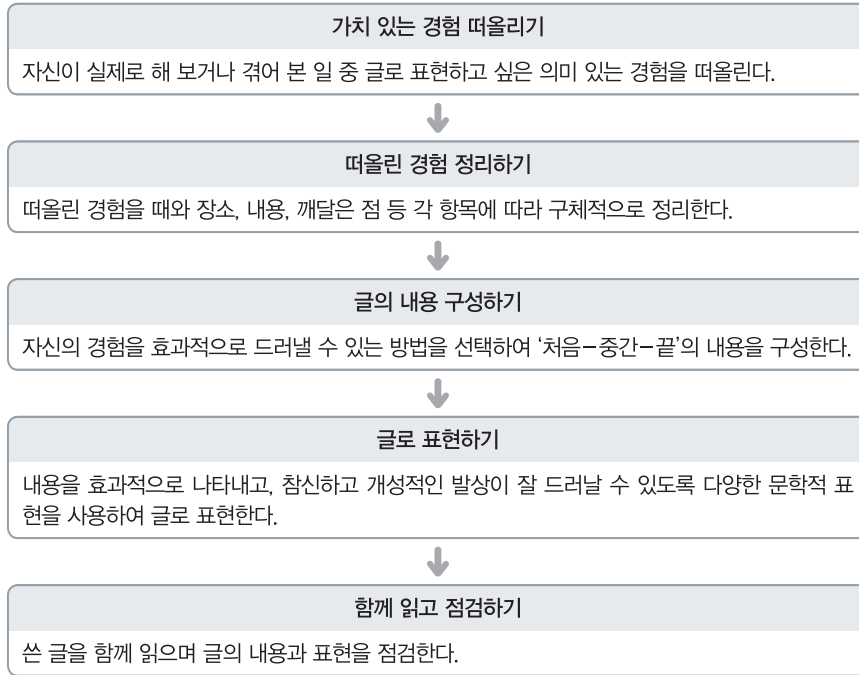 가치 있는 경험 떠올리기
자신이 실제로 해 보거나 겪어 본 일 중 글로 표현하고 싶은 의미 있는 경험을 떠올린다.
떠올린 경험 정리하기
떠올린 경험을 때와 장소, 내용, 깨달은 점 등 각 항목에 따라 구체적으로 정리한다.
글의 내용 구성하기
자신의 경험을 효과적으로 드러낼 수 있는 방법을 선택하여 ‘처음-중간-끝’의 내용을 구성한다.
글로 표현하기
내용을 효과적으로 나타내고, 참신하고 개성적인 발상이 잘 드러날 수 있도록 다양한 문학적 표
현을 사용하여 글로 표현한다.
함께 읽고 점검하기
쓴 글을 함께 읽으며 글의 내용과 표현을 점검한다.